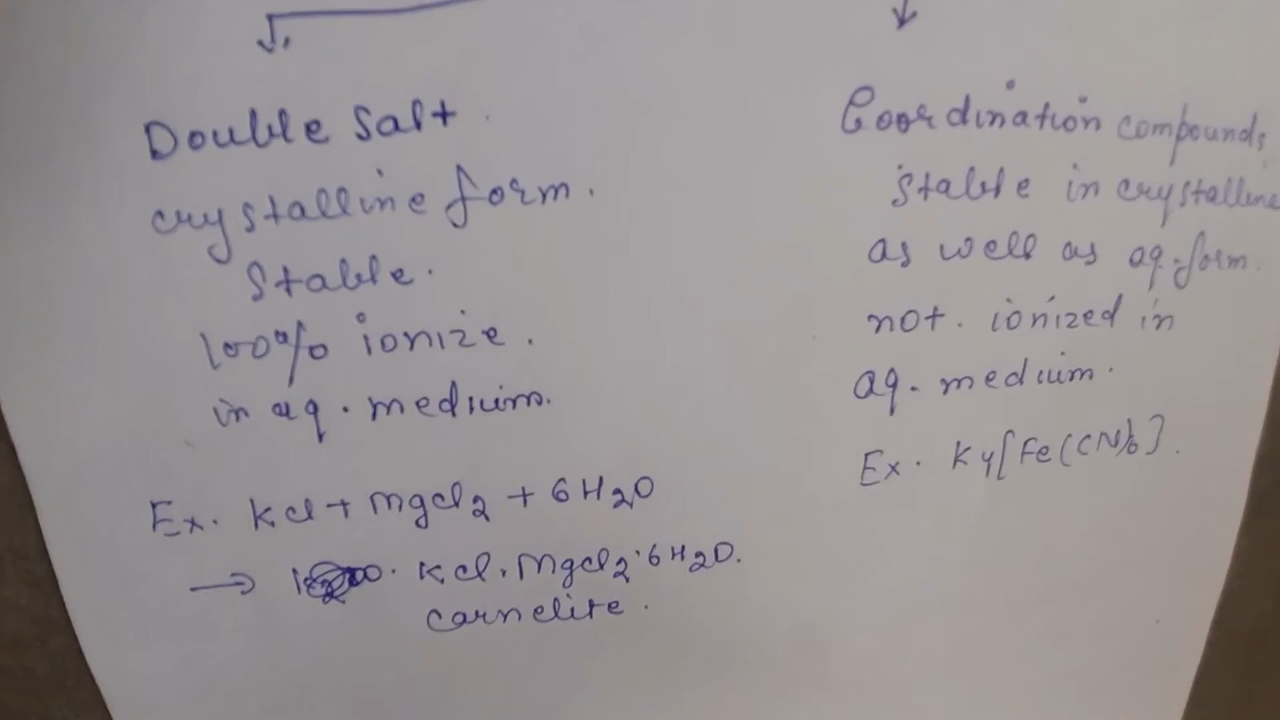 Double salt.
crystalline form.
stable.
100% ionize.
in aq. medium.
Ex. KCl + MgCl2 + 6H2O
→ KCl. MgCl2·6H2O.
carnelite.
Coordination compounds,
stable in crystalline
as well as aq. form.
not. ionized in
aq. medium.
Ex. K4[Fe(CN)6].